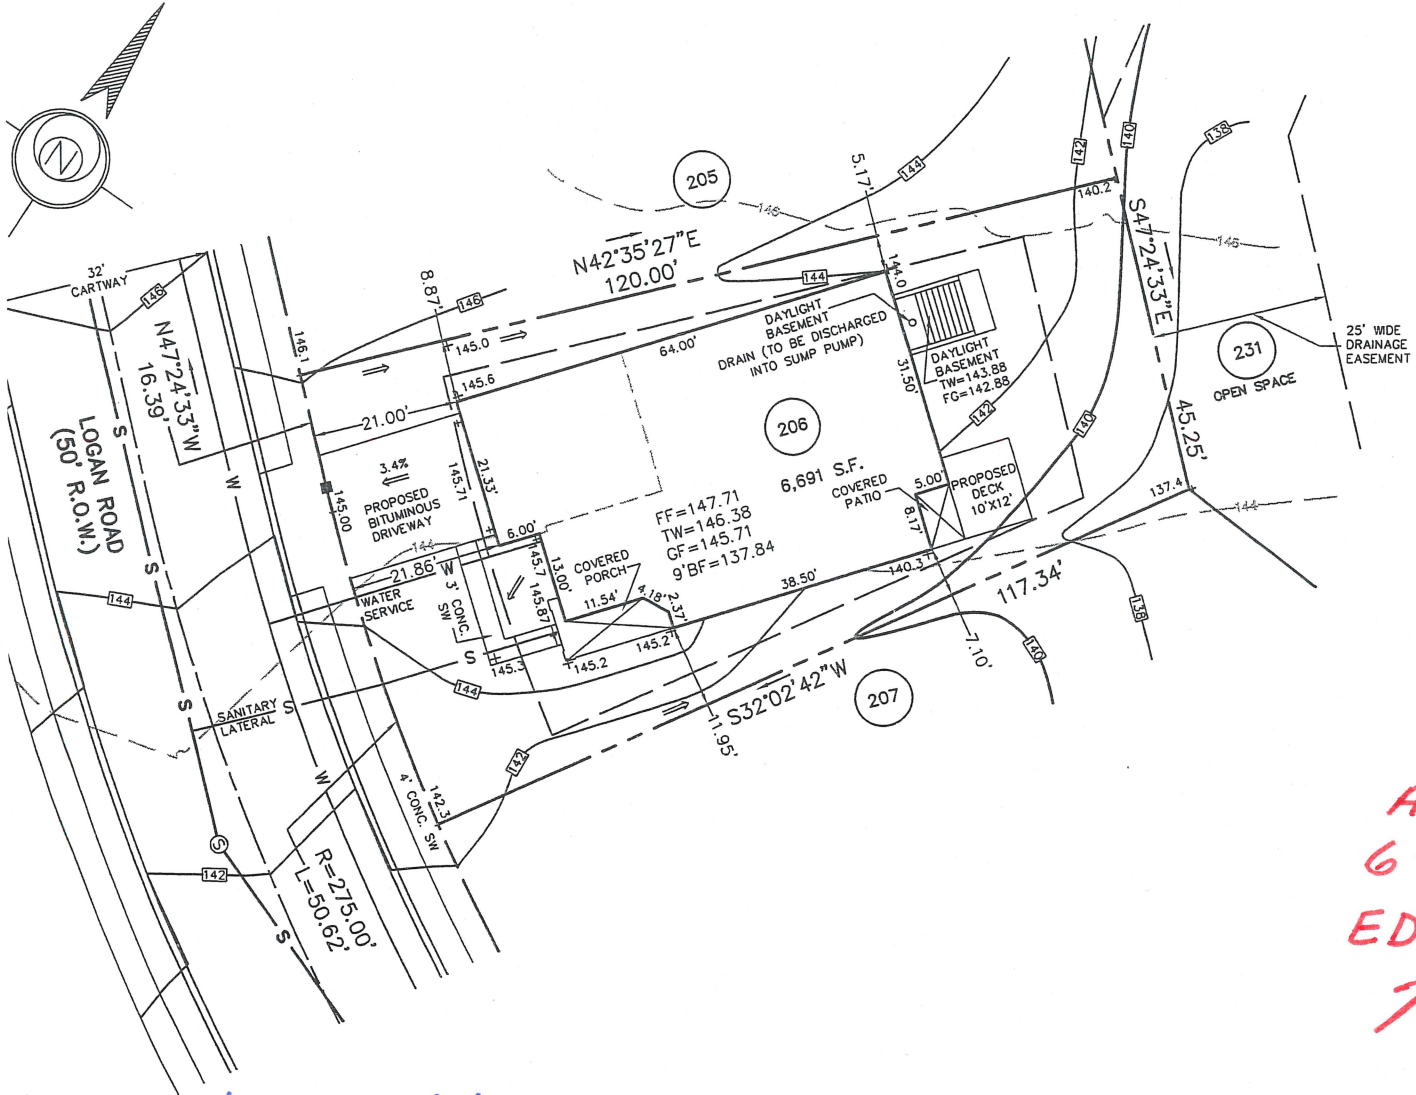 N
205
5.17'
144
142
140
138
140.2
146
146
N42°35'27"E
120.00'
S47°24'33"E
32'
CARTWAY
146
8.87'
146
146.1
145.0
144
144.0
DAYLIGHT
BASEMENT
DRAIN (TO BE DISCHARGED
INTO SUMP PUMP)
64.00'
31.50'
DAYLIGHT
BASEMENT
TW=143.88
FG=142.88
25' WIDE
DRAINAGE
EASEMENT
231
OPEN SPACE
N47°24'33"W
16.39'
145.6
21.00'
142
140
45.25'
206
6,691 S.F.
LOGAN ROAD
(50' R.O.W.)
S
W
3.4%
PROPOSED
BITUMINOUS
DRIVEWAY
145.00
145.71
21.33'
FF=147.71
TW=146.38
GF=145.71
9'BF=137.84
COVERED
PATIO
5.00'
8.17'
PROPOSED
DECK
10'X12'
137.4
144
144
6.00'
21.86'
W
WATER
SERVICE
3' CONC.
SW
145.7
13.00'
145.87
COVERED
PORCH
11.54'
4.18'
2.37'
38.50'
140.3
117.34'
138
144
S
S
145.3
145.2
145.2
144
S
7.10'
140
SANITARY
LATERAL
S
S32°02'42"W
207
11.95'
142
W
4' CONC. SW
142.3
S
142
R=275.00'
L=50.62'
S
6
ED